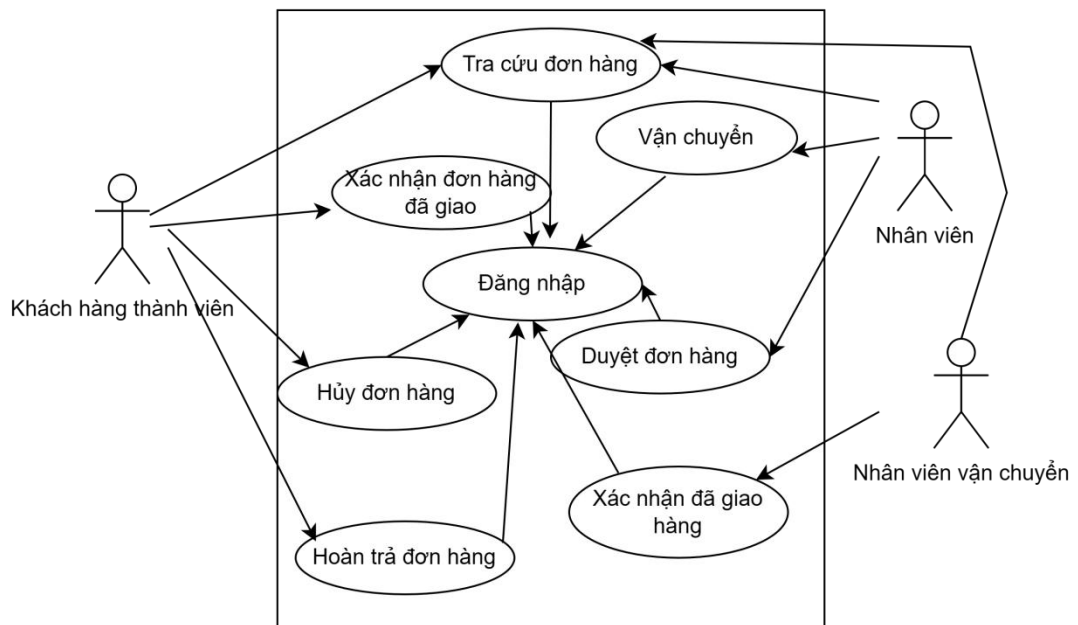 Tra cứu đơn hàng
Vận chuyển
Xác nhận đơn hàng
đã giao
Nhân viên
Khách hàng thành viên
Đăng nhập
Duyệt đơn hàng
Hủy đơn hàng
Nhân viên vận chuyển
Xác nhận đã giao
hàng
Hoàn trả đơn hàng